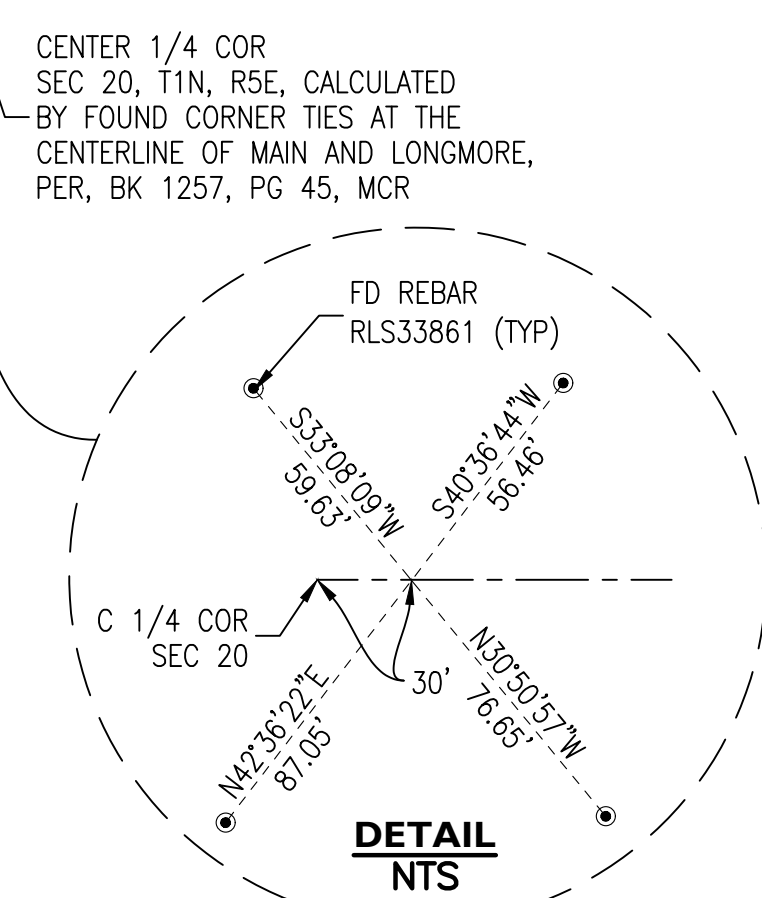 CENTER 1/4 COR
SEC 20, T1N, R5E, CALCULATED
BY FOUND CORNER TIES AT THE
CENTERLINE OF MAIN AND LONGMORE,
PER, BK 1257, PG 45, MCR
FD REBAR
RLS33861 (TYP)
S33°08'09"W
59.63'
S40°36'44"W
56.46'
C 1/4 COR
SEC 20
30'
N42°36'22"E
87.05'
N30°50'57"W
76.65'
DETAIL
NTS